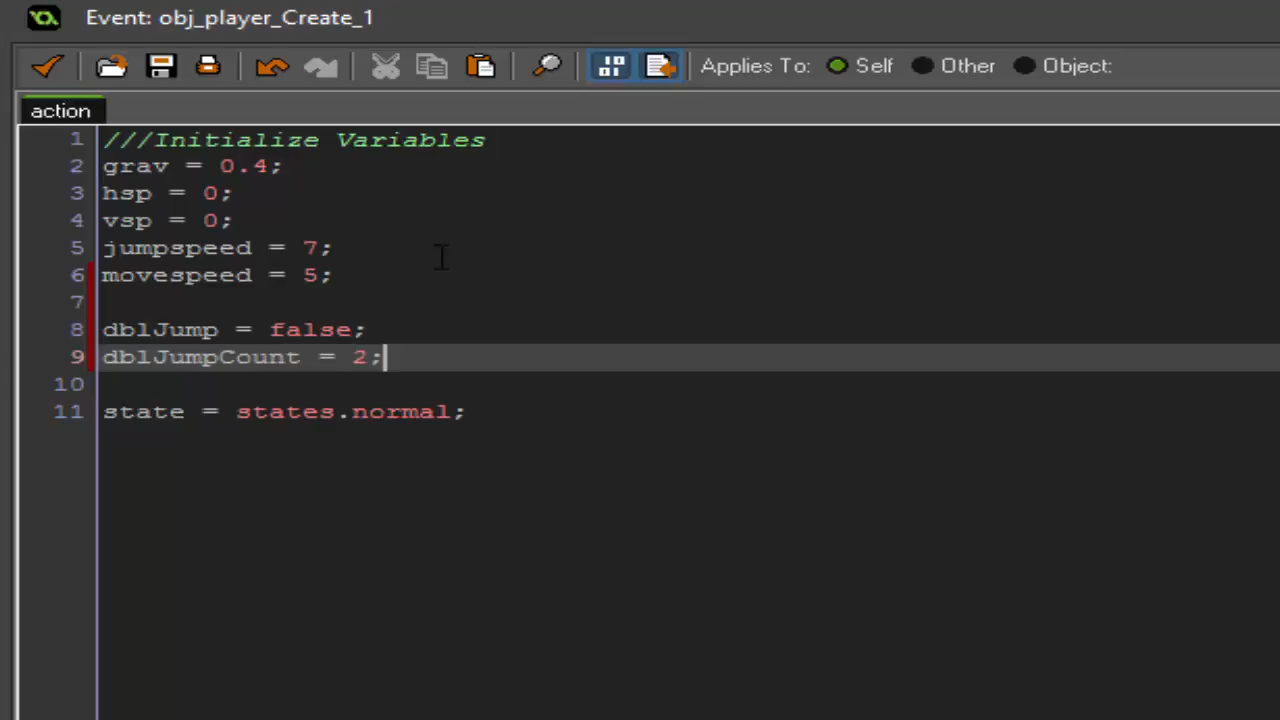 Event: obj_player_Create_1
Applies To: Self Other Object:
action
1 ///Initialize Variables
2 grav = 0.4;
3 hsp = 0;
4 vsp = 0;
5 jumpspeed = 7;
6 movespeed = 5;
7
8 dblJump = false;
9 dblJumpCount = 2;
10
11 state = states.normal;